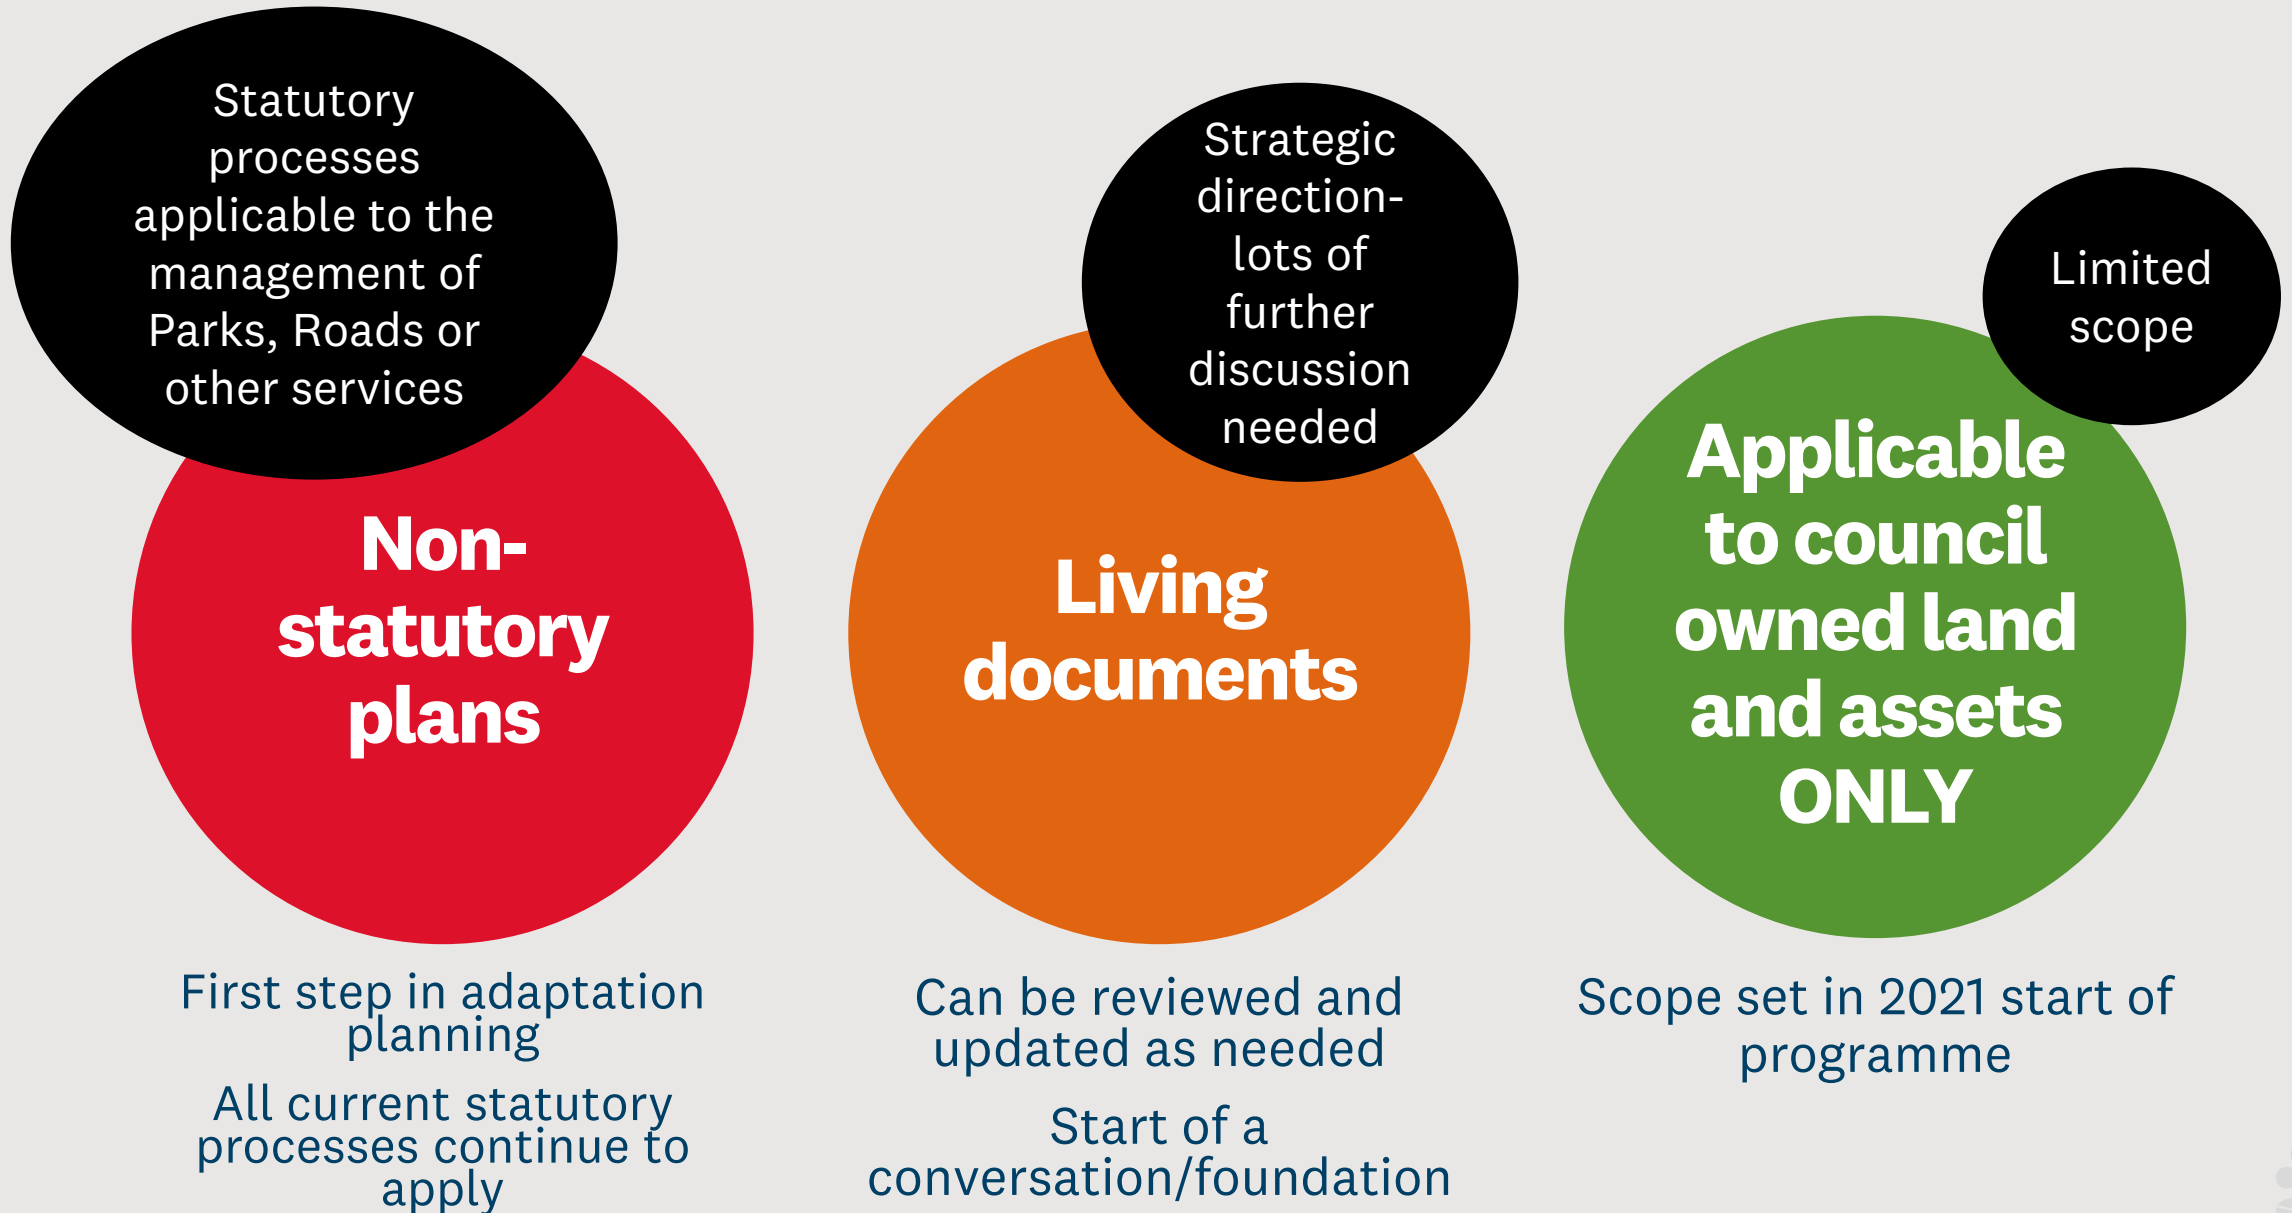 Statutory
processes
applicable to the
management of
Parks, Roads or
other services
Non-
statutory
plans
First step in adaptation
planning
All current statutory
processes continue to
apply
Strategic
direction-
lots of
further
discussion
needed
Living
documents
Can be reviewed and
updated as needed
Start of a
conversation/foundation
Limited
scope
Applicable
to council
owned land
and assets
ONLY
Scope set in 2021 start of
programme